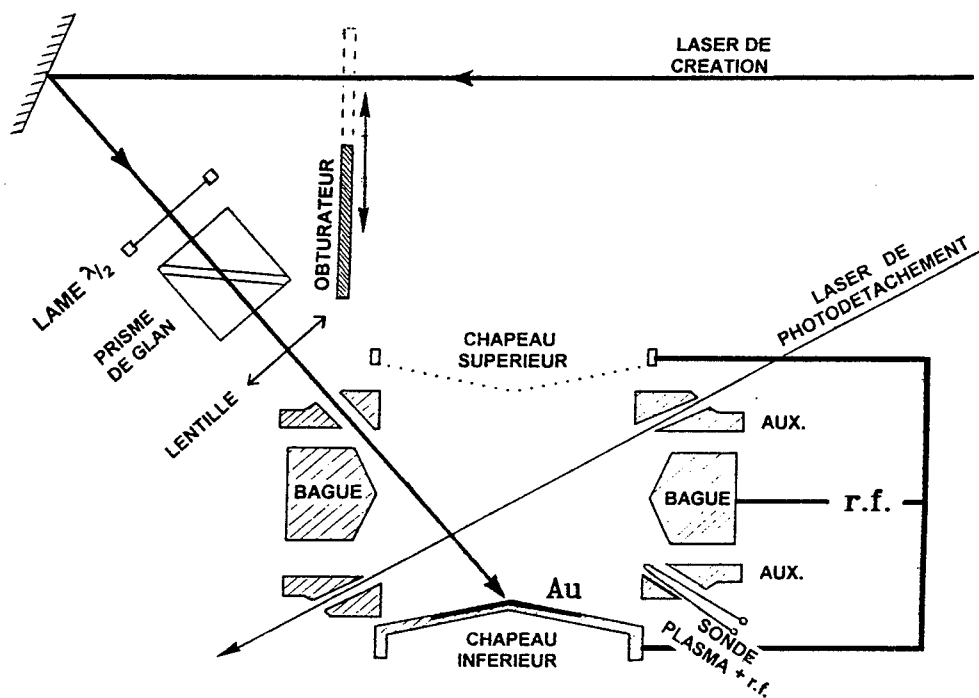 LASER DE
CREATION
OBTURATEUR
LAME λ/2
PRISME
DE GLAN
LENTILLE
LASER DE
PHOTODETACHEMENT
CHAPEAU
SUPERIEUR
AUX.
BAGUE
BAGUE
r.f.
AUX.
Au
CHAPEAU
INFERIEUR
SONDE
PLASMA + r.f.